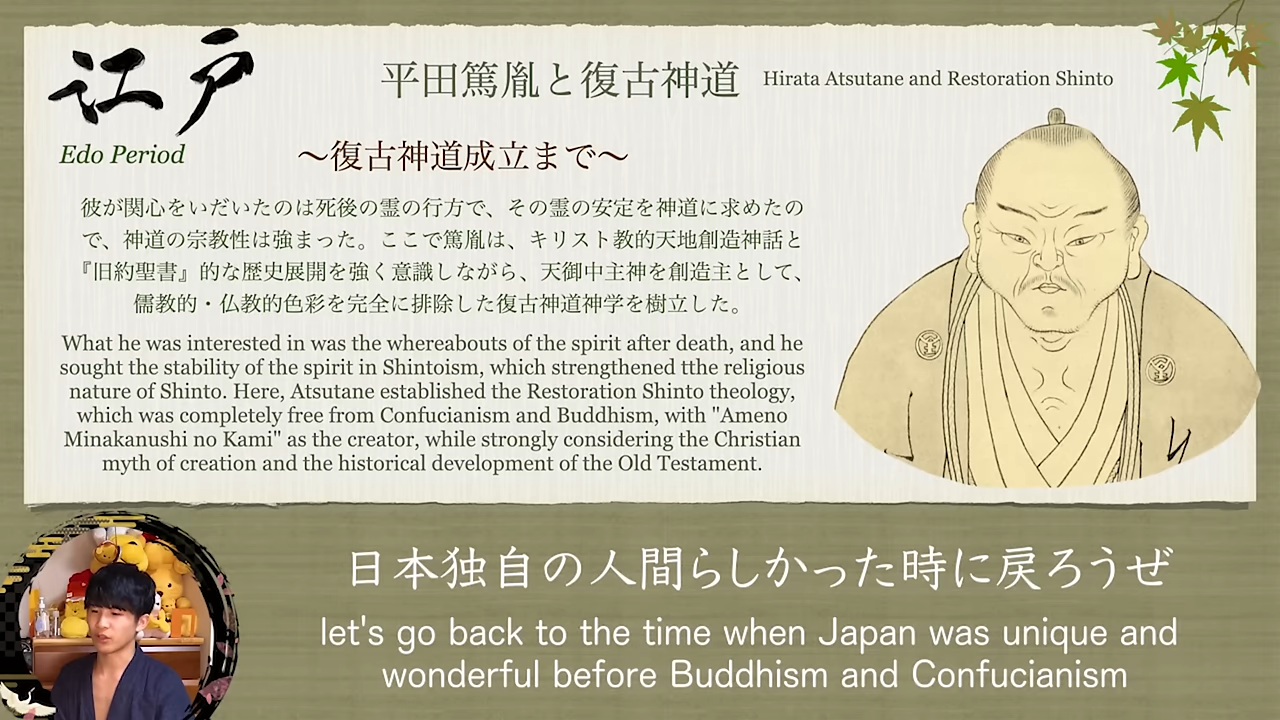 江戸
Edo Period
平田篤胤と復古神道
Hirata Atsutane and Restoration Shinto
〜復古神道成立まで〜
彼が関心をいだいたのは死後の霊の行方で、その霊の安定を神道に求めたの
で、神道の宗教性は強まった。ここで篤胤は、キリスト教的天地創造神話と
『旧約聖書』的な歴史展開を強く意識しながら、天御中主神を創造主として、
儒教的・仏教的色彩を完全に排除した復古神道神学を樹立した。
What he was interested in was the whereabouts of the spirit after death, and he
sought the stability of the spirit in Shintoism, which strengthened tthe religious
nature of Shinto. Here, Atsutane established the Restoration Shinto theology,
which was completely free from Confucianism and Buddhism, with "Ameno
Minakanushi no Kami" as the creator, while strongly considering the Christian
myth of creation and the historical development of the Old Testament.
日本独自の人間らしかった時に戻ろうぜ
let's go back to the time when Japan was unique and
wonderful before Buddhism and Confucianism